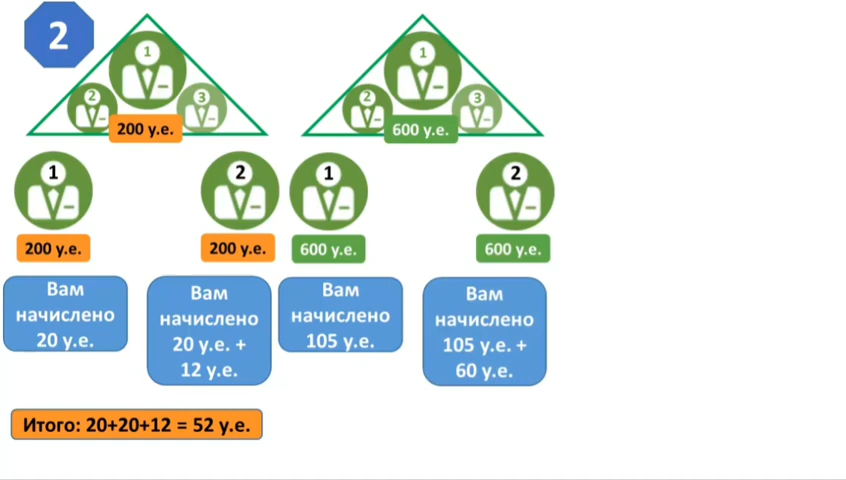 2
1
2
3
200 у.е.
1
2
3
600 у.е.
1
200 у.е.
2
200 у.е.
1
600 у.е.
2
600 у.е.
Вам
начислено
20 у.е.
Вам
начислено
20 у.е. +
12 у.е.
Вам
начислено
105 у.е.
Вам
начислено
105 у.е. +
60 у.е.
Итого: 20+20+12 = 52 у.е.